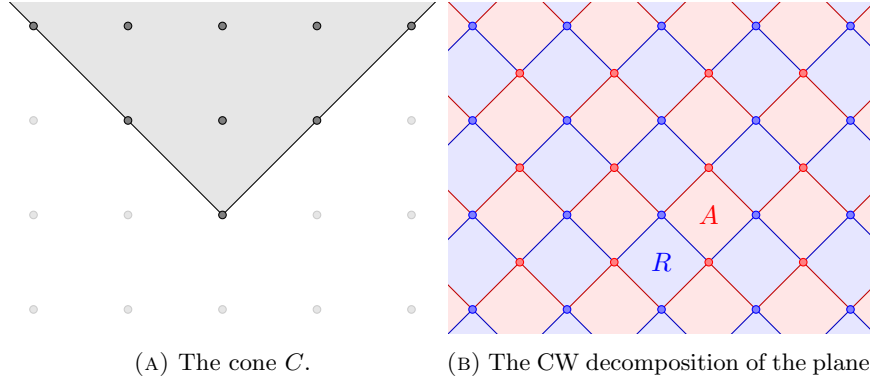 A
R
(A) The cone C.
(B) The CW decomposition of the plane